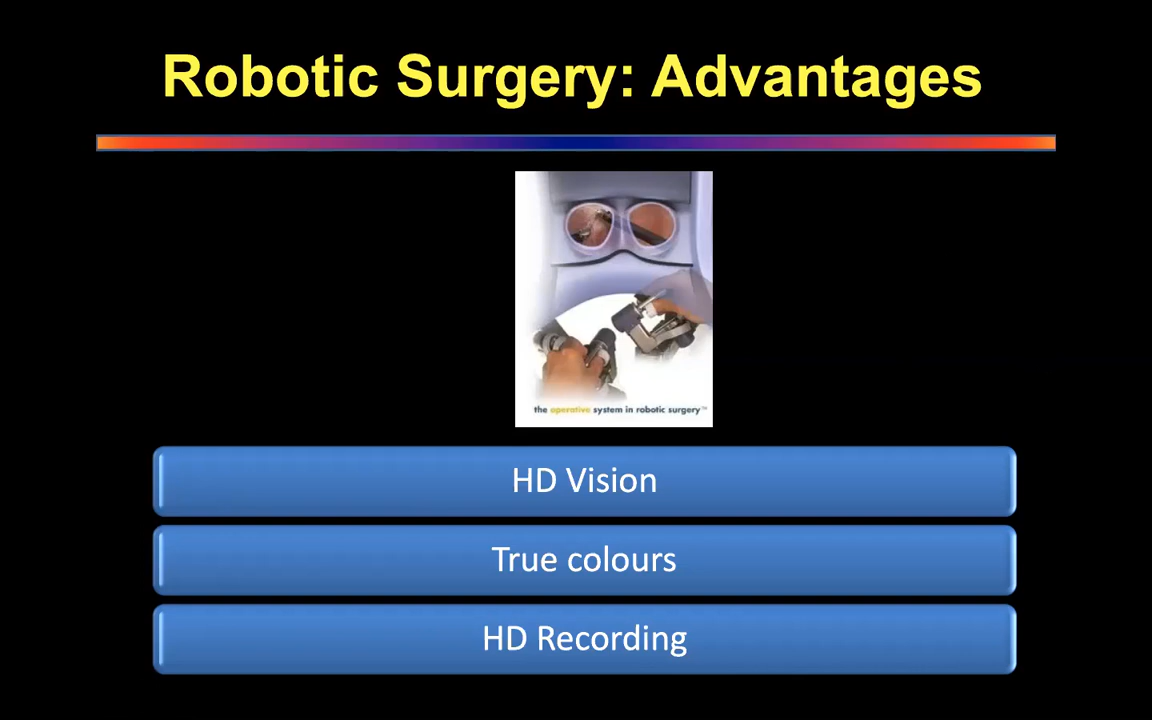 Robotic Surgery: Advantages
the operative system in robotic surgery™
HD Vision
True colours
HD Recording